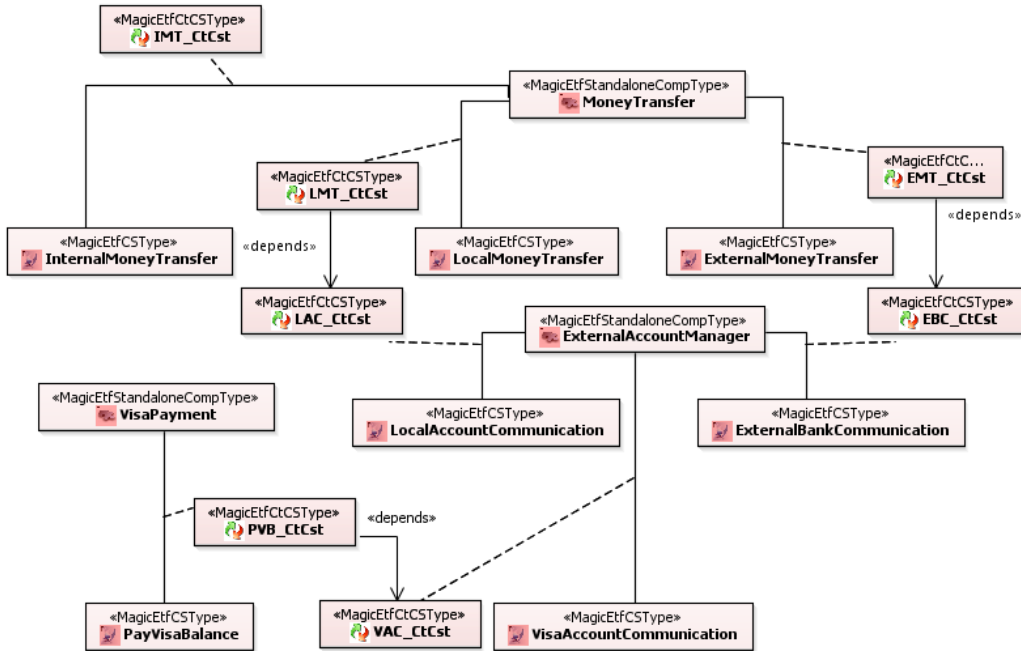 «MagicEtfCtCSType»
IMT_CtCst
«MagicEtfStandaloneCompType»
MoneyTransfer
«MagicEtfCtC...
EMT_CtCst
«MagicEtfCtCSType»
LMT_CtCst
«depends»
«depends»
«MagicEtfCSType»
InternalMoneyTransfer
«MagicEtfCSType»
LocalMoneyTransfer
«MagicEtfCSType»
ExternalMoneyTransfer
«MagicEtfCtCSType»
LAC_CtCst
«MagicEtfStandaloneCompType»
ExternalAccountManager
«MagicEtfCtCSType»
EBC_CtCst
«MagicEtfStandaloneCompType»
VisaPayment
«MagicEtfCSType»
LocalAccountCommunication
«MagicEtfCSType»
ExternalBankCommunication
«MagicEtfCtCSType»
PVB_CtCst
«depends»
«MagicEtfCSType»
PayVisaBalance
«MagicEtfCtCSType»
VAC_CtCst
«MagicEtfCSType»
VisaAccountCommunication